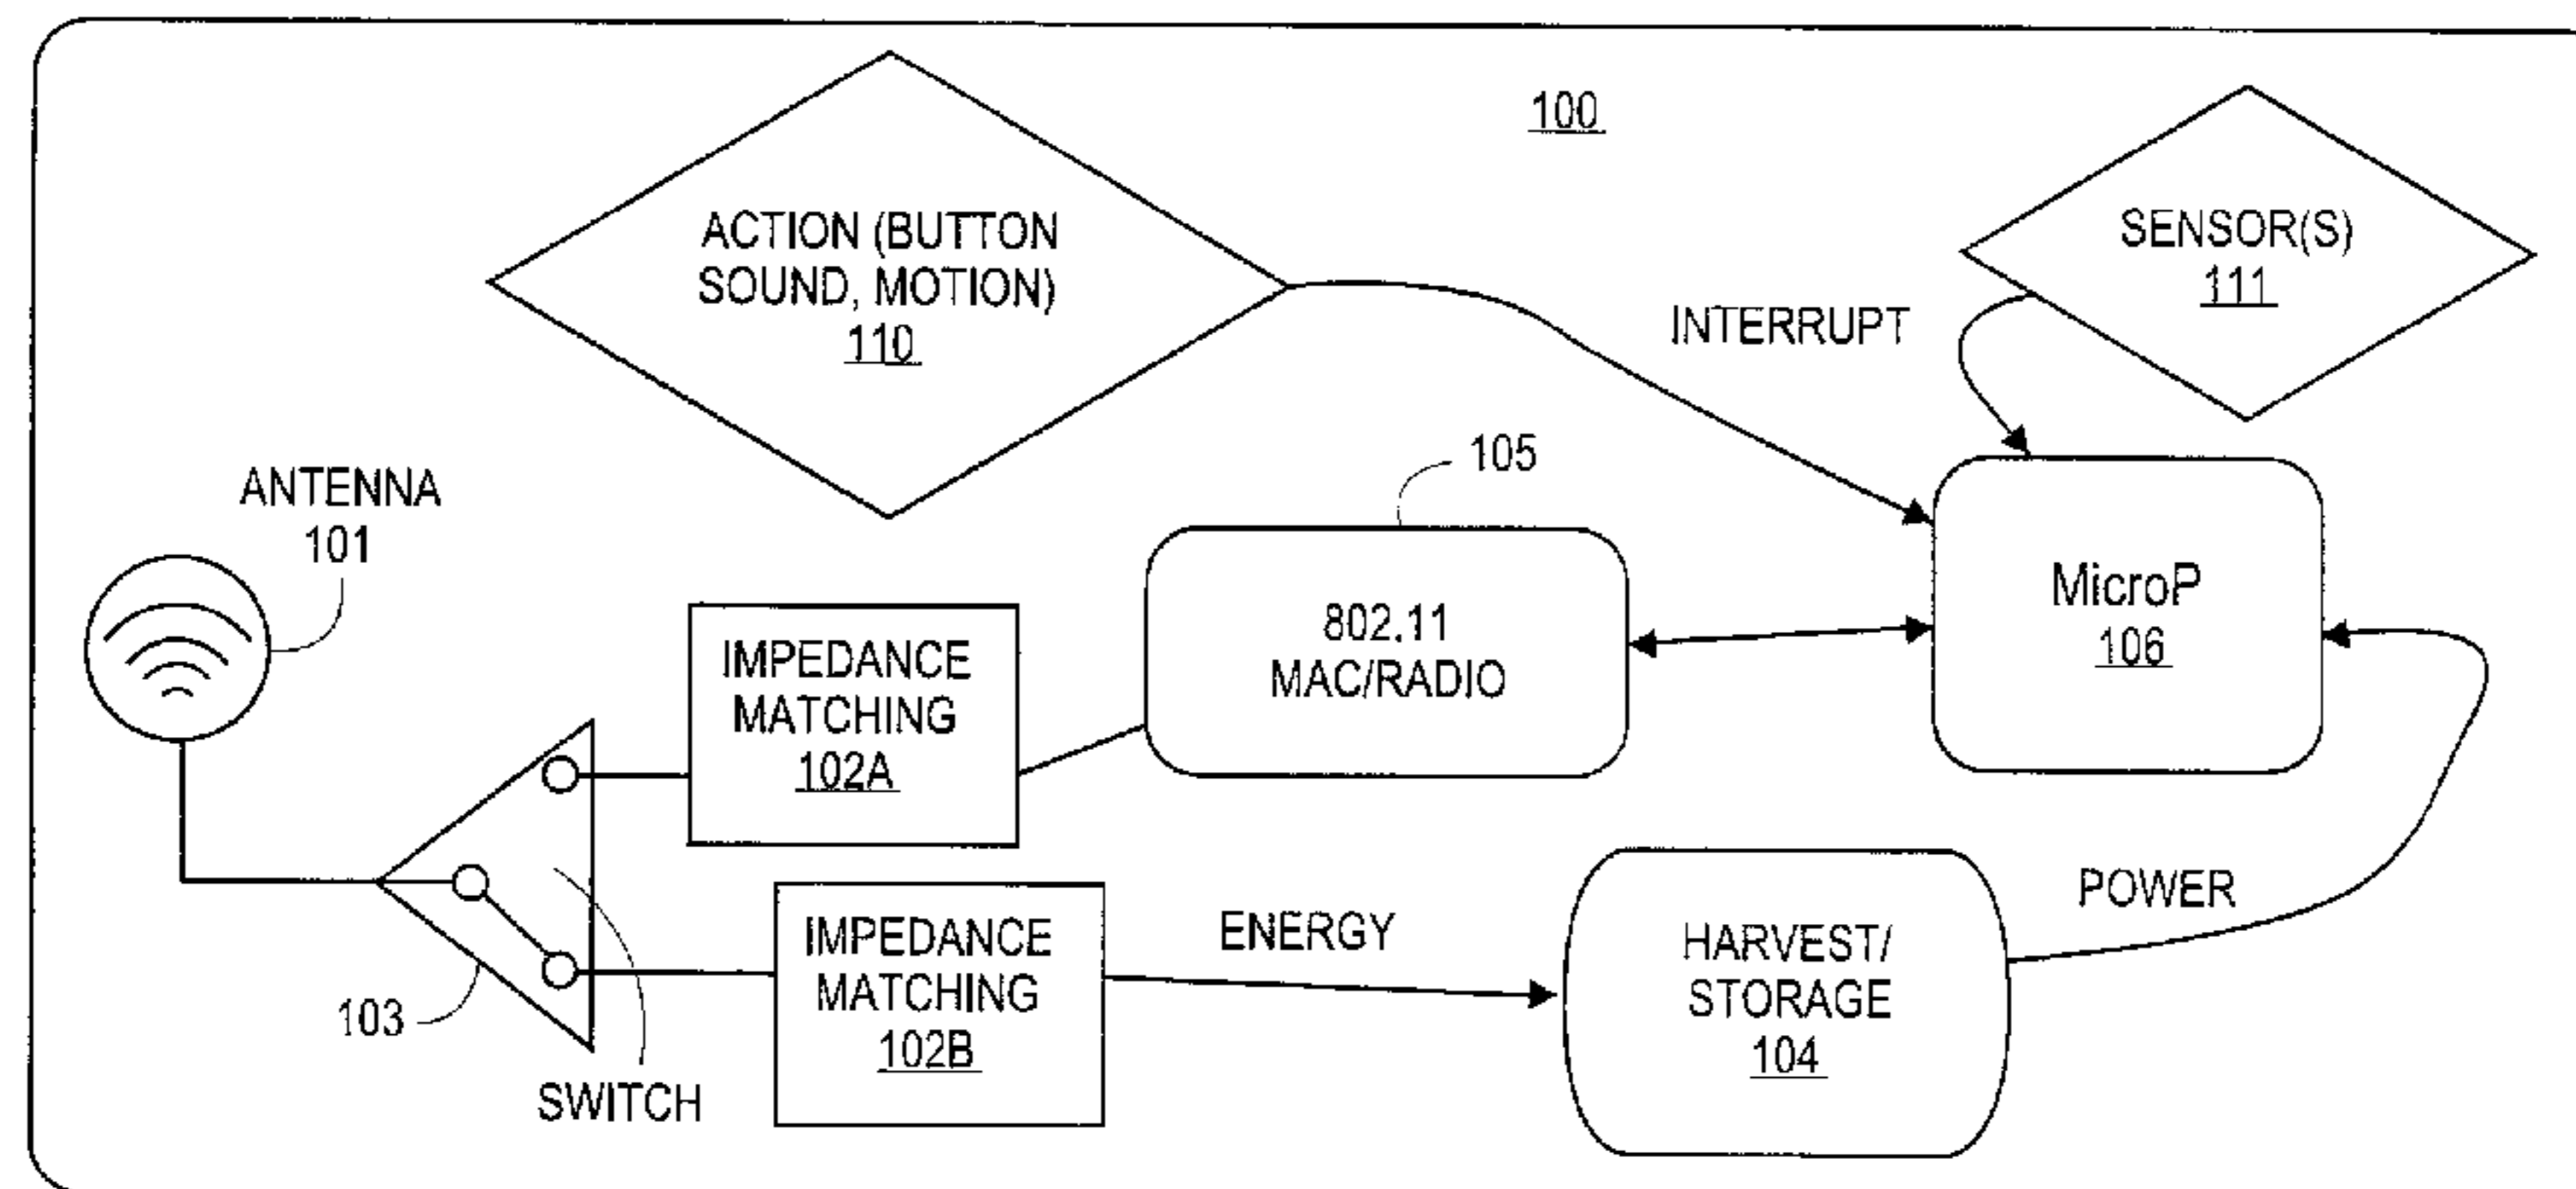 100
ACTION (BUTTON
SOUND, MOTION)
110
SENSOR(S)
111
INTERRUPT
ANTENNA
101
105
802.11
MAC/RADIO
MicroP
106
IMPEDANCE
MATCHING
102A
103
SWITCH
IMPEDANCE
MATCHING
102B
ENERGY
HARVEST/
STORAGE
104
POWER